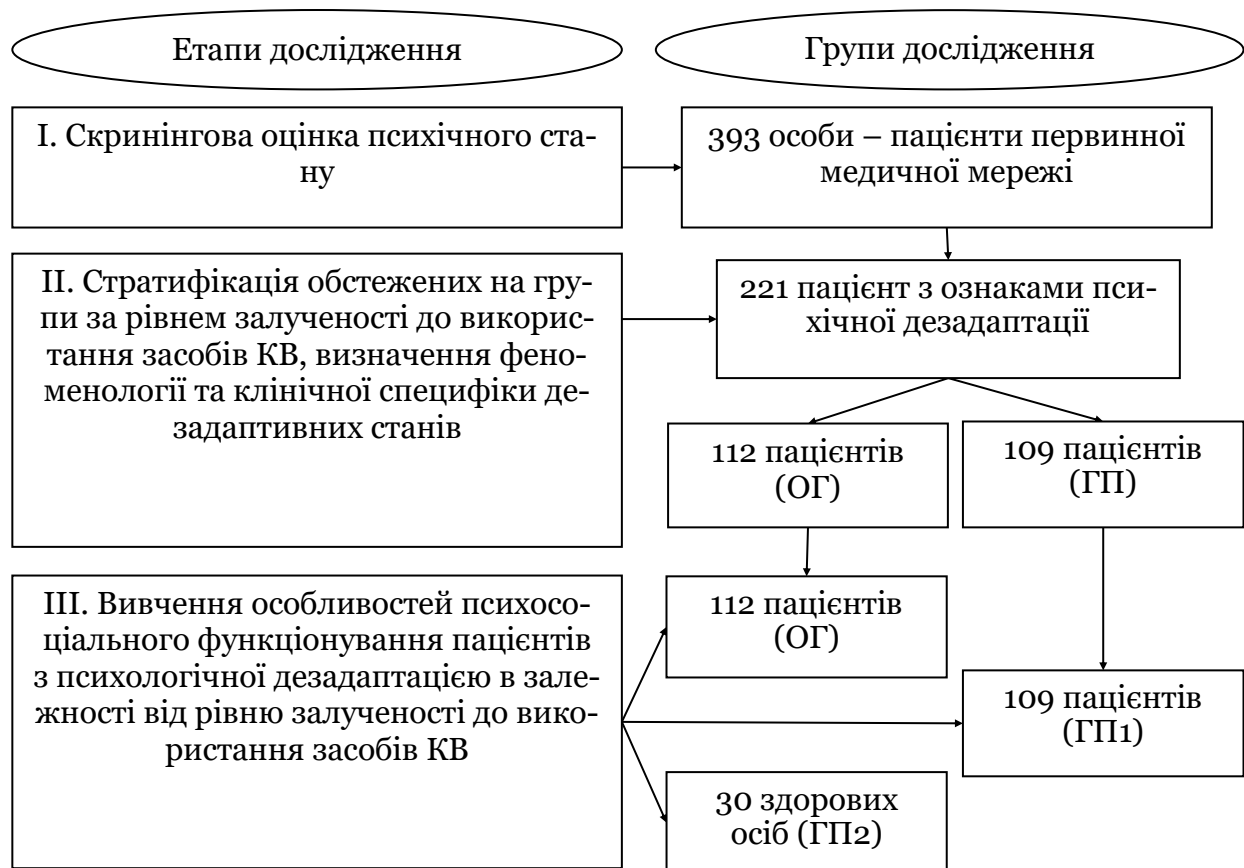 Етапи дослідження
Групи дослідження
І. Скринінгова оцінка психічного ста-
ну
393 особи – пацієнти первинної
медичної мережі
ІІ. Стратифікація обстежених на гру-
пи за рівнем залученості до викорис-
тання засобів КВ, визначення фено-
менології та клінічної специфіки де-
задаптивних станів
221 пацієнт з ознаками пси-
хічної дезадаптації
112 пацієнтів
(ОГ)
109 пацієнтів
(ГП)
ІІІ. Вивчення особливостей психосо-
ціального функціонування пацієнтів
з психологічної дезадаптацією в зале-
жності від рівню залученості до вико-
ристання засобів КВ
112 пацієнтів
(ОГ)
109 пацієнтів
(ГП1)
30 здорових
осіб (ГП2)